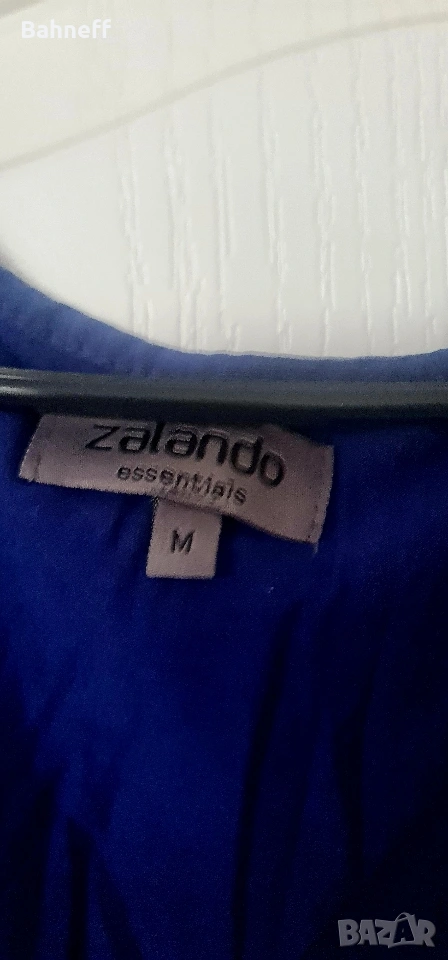 Bahneff
zalando
essentials
M
BAZAR